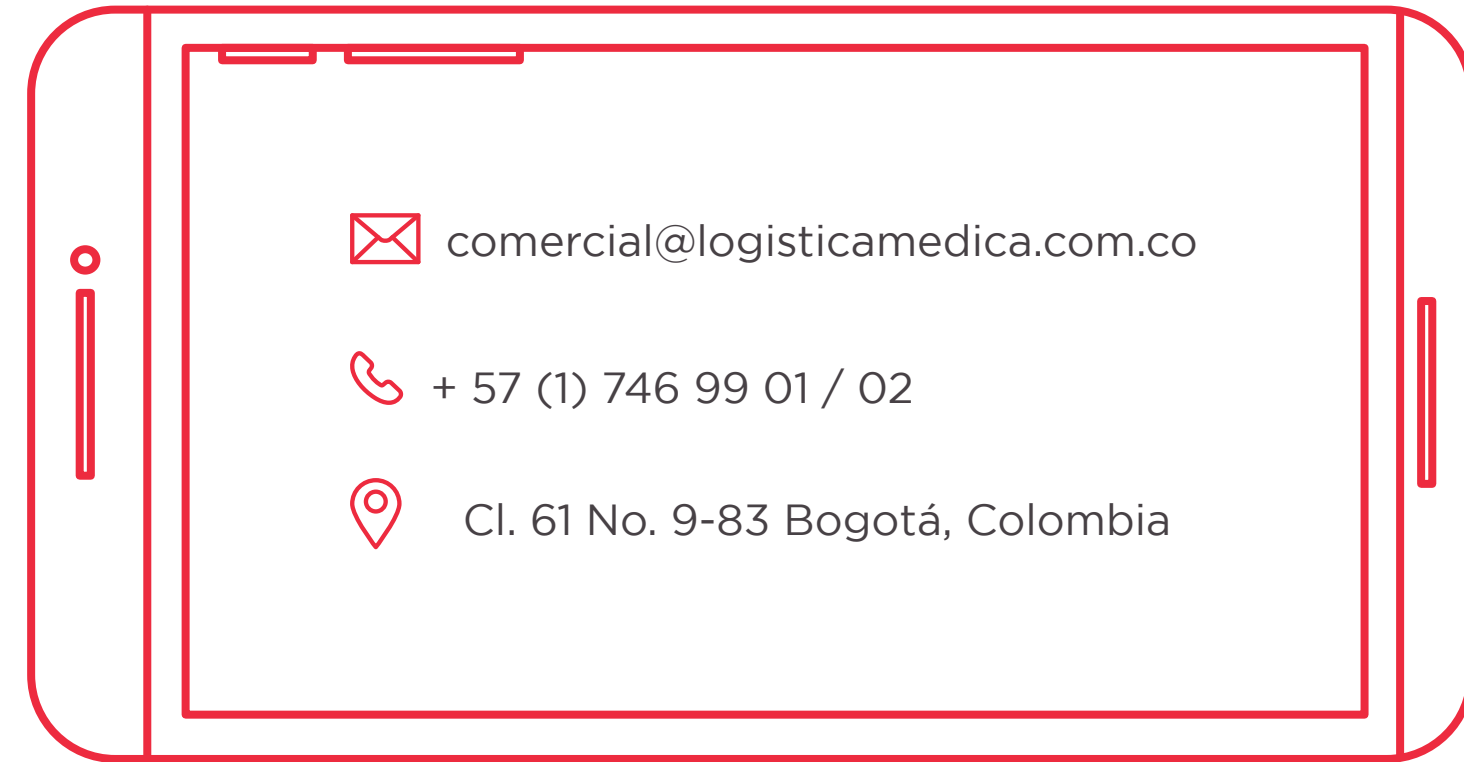 comercial@logisticamedica.com.co
+ 57 (1) 746 99 01 / 02
Cl. 61 No. 9-83 Bogotá, Colombia